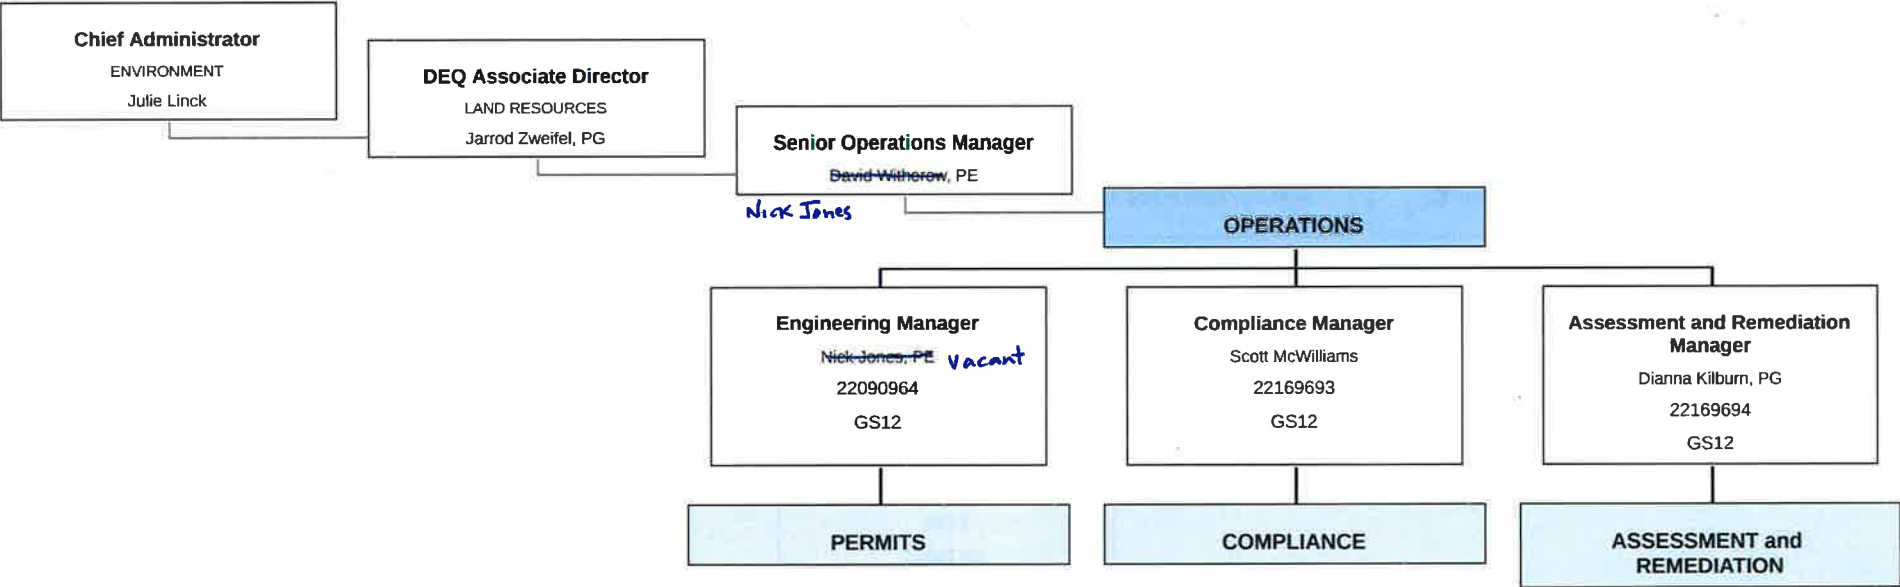 Chief Administrator
ENVIRONMENT
Julie Linck
DEQ Associate Director
LAND RESOURCES
Jarrod Zweifel, PG
Senior Operations Manager
David Witherow, PE
Nick Jones
OPERATIONS
Engineering Manager
Nick Jones, PE Vacant
22090964
GS12
Compliance Manager
Scott McWilliams
22169693
GS12
Assessment and Remediation
Manager
Dianna Kilburn, PG
22169694
GS12
PERMITS
COMPLIANCE
ASSESSMENT and
REMEDIATION